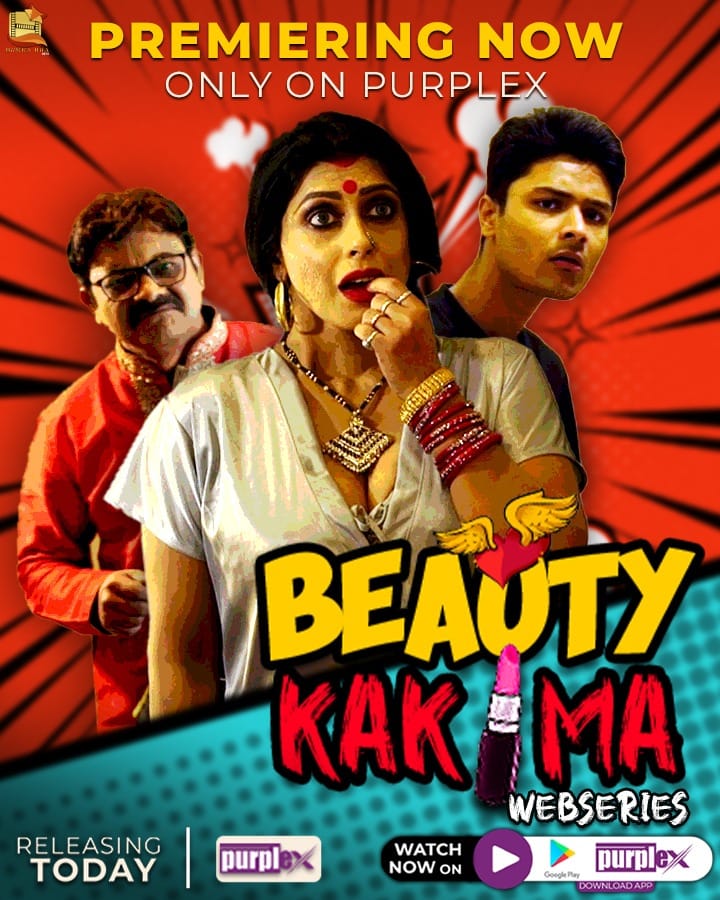 PREMIERING NOW
ONLY ON PURPLEX
BEAUTY
KAKIMA
WEBSERIES
RELEASING
TODAY
purplex
WATCH
NOW ON
Google Play
purplex
DOWNLOAD APP